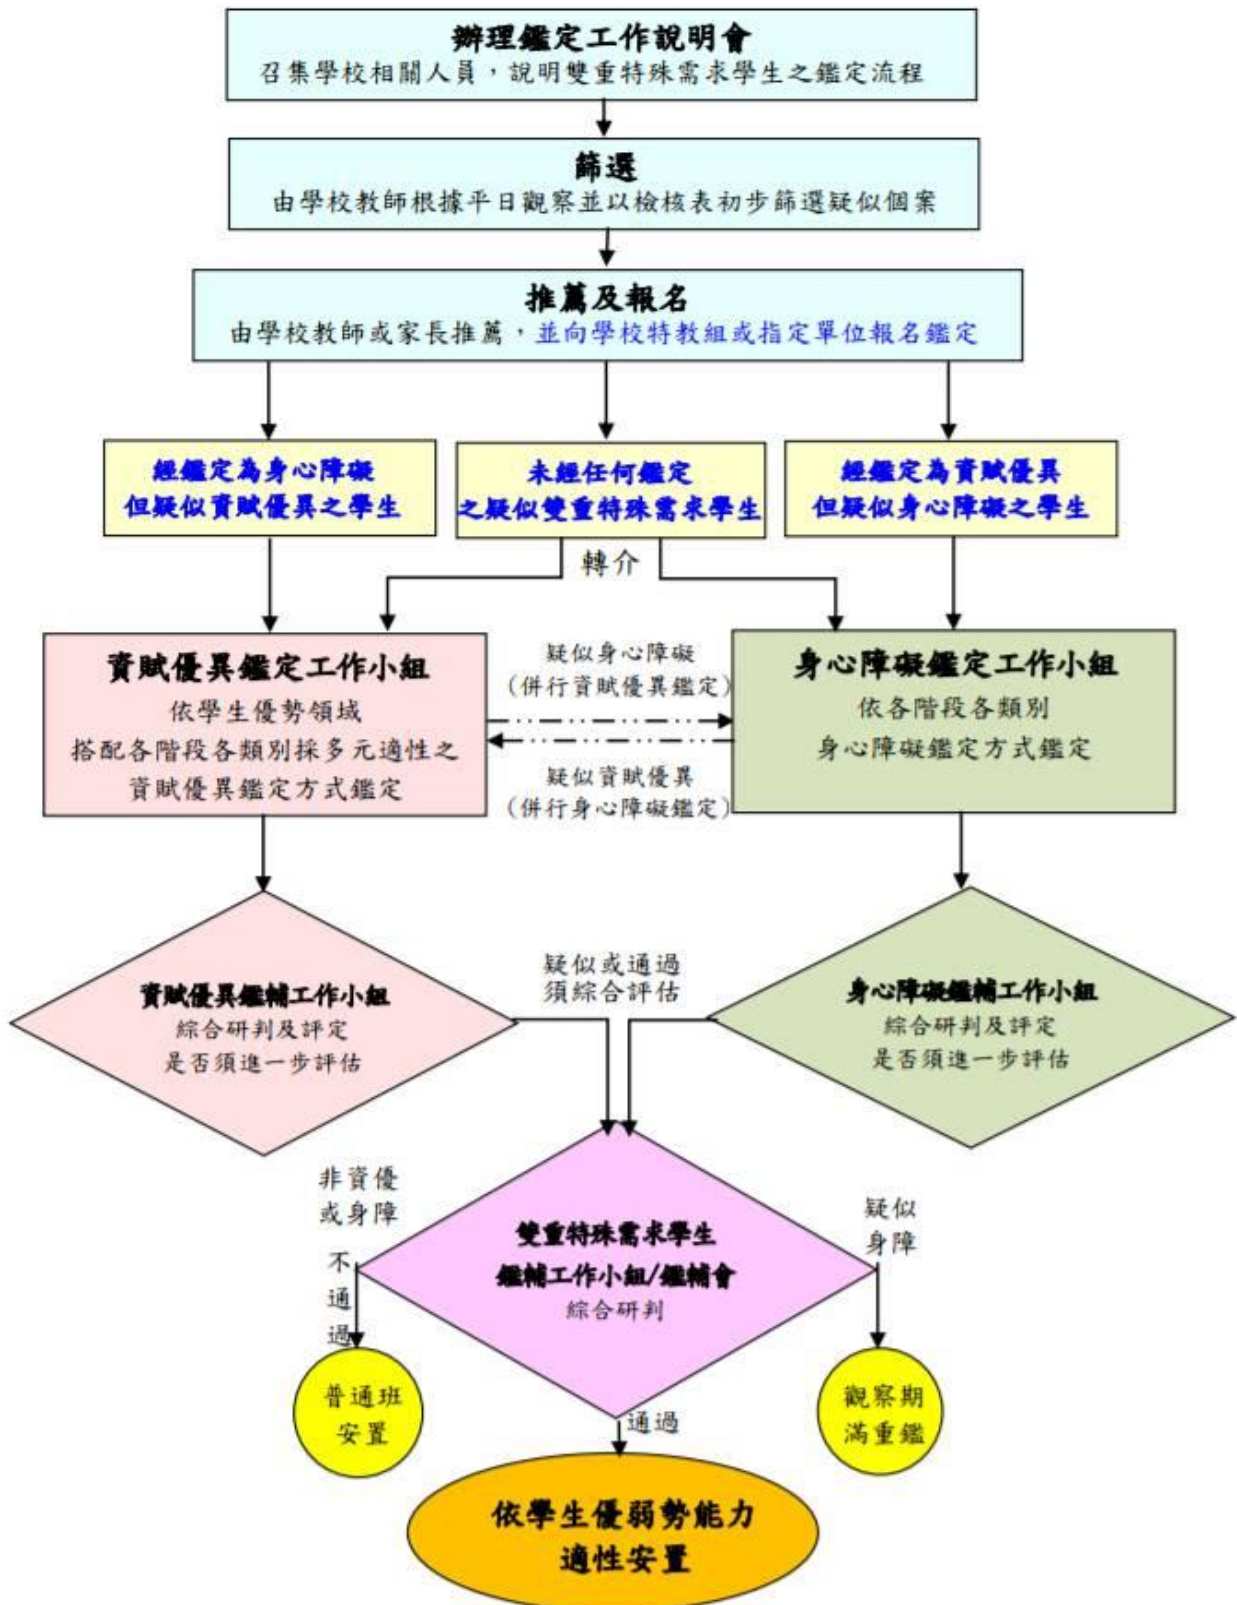 辦理鑑定工作說明會
召集學校相關人員，說明雙重特殊需求學生之鑑定流程
篩選
由學校教師根據平日觀察並以檢核表初步篩選疑似個案
推薦及報名
由學校教師或家長推薦，並向學校特教組或指定單位報名鑑定
經鑑定為身心障礙
但疑似資賦優異之學生
未經任何鑑定
之疑似雙重特殊需求學生
經鑑定為資賦優異
但疑似身心障礙之學生
轉介
資賦優異鑑定工作小組
依學生優勢領域
搭配各階段各類別採多元適性之
資賦優異鑑定方式鑑定
疑似身心障礙
(併行資賦優異鑑定)
疑似資賦優異
(併行身心障礙鑑定)
身心障礙鑑定工作小組
依各階段各類別
身心障礙鑑定方式鑑定
資賦優異鑑輔工作小組
綜合研判及評定
是否須進一步評估
疑似或通過
須綜合評估
身心障礙鑑輔工作小組
綜合研判及評定
是否須進一步評估
非資優
或身障
不
通
過
雙重特殊需求學生
鑑輔工作小組/鑑輔會
綜合研判
疑似
身障
普通班
安置
通過
觀察期
滿重鑑
依學生優弱勢能力
適性安置